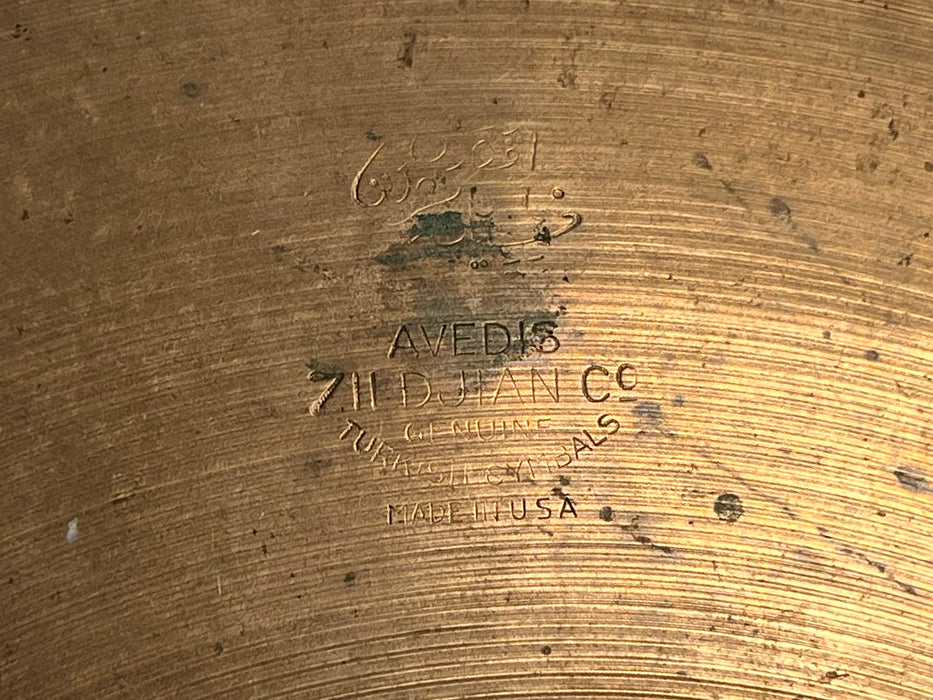 AVEDIS
ZILDJIAN Co
GENUINE
TURKISH CYMBALS
MADE IN USA